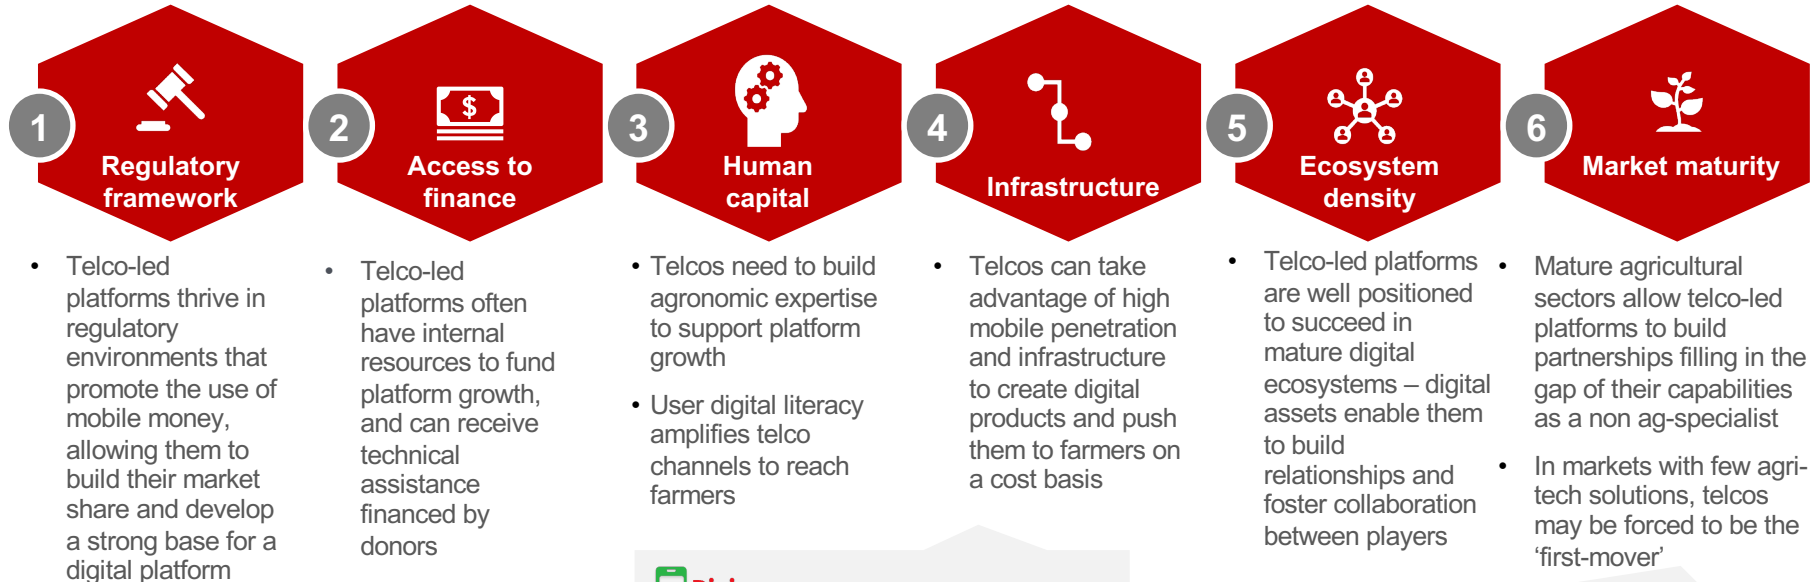 1
Regulatory
framework
• Telco-led
platforms thrive in
regulatory
environments that
promote the use of
mobile money,
allowing them to
build their market
share and develop
a strong base for a
digital platform
2
$
Access to
finance
• Telco-led
platforms often
have internal
resources to fund
platform growth,
and can receive
technical
assistance
financed by
donors
3
Human
capital
• Telcos need to build
agronomic expertise
to support platform
growth
• User digital literacy
amplifies telco
channels to reach
farmers
4
Infrastructure
• Telcos can take
advantage of high
mobile penetration
and infrastructure
to create digital
products and push
them to farmers on
a cost basis
5
Ecosystem
density
• Telco-led platforms
are well positioned
to succeed in
mature digital
ecosystems – digital
assets enable them
to build
relationships and
foster collaboration
between players
6
Market maturity
• Mature agricultural
sectors allow telco-led
platforms to build
partnerships filling in the
gap of their capabilities
as a non ag-specialist
• In markets with few agri-
tech solutions, telcos
may be forced to be the
‘first-mover’